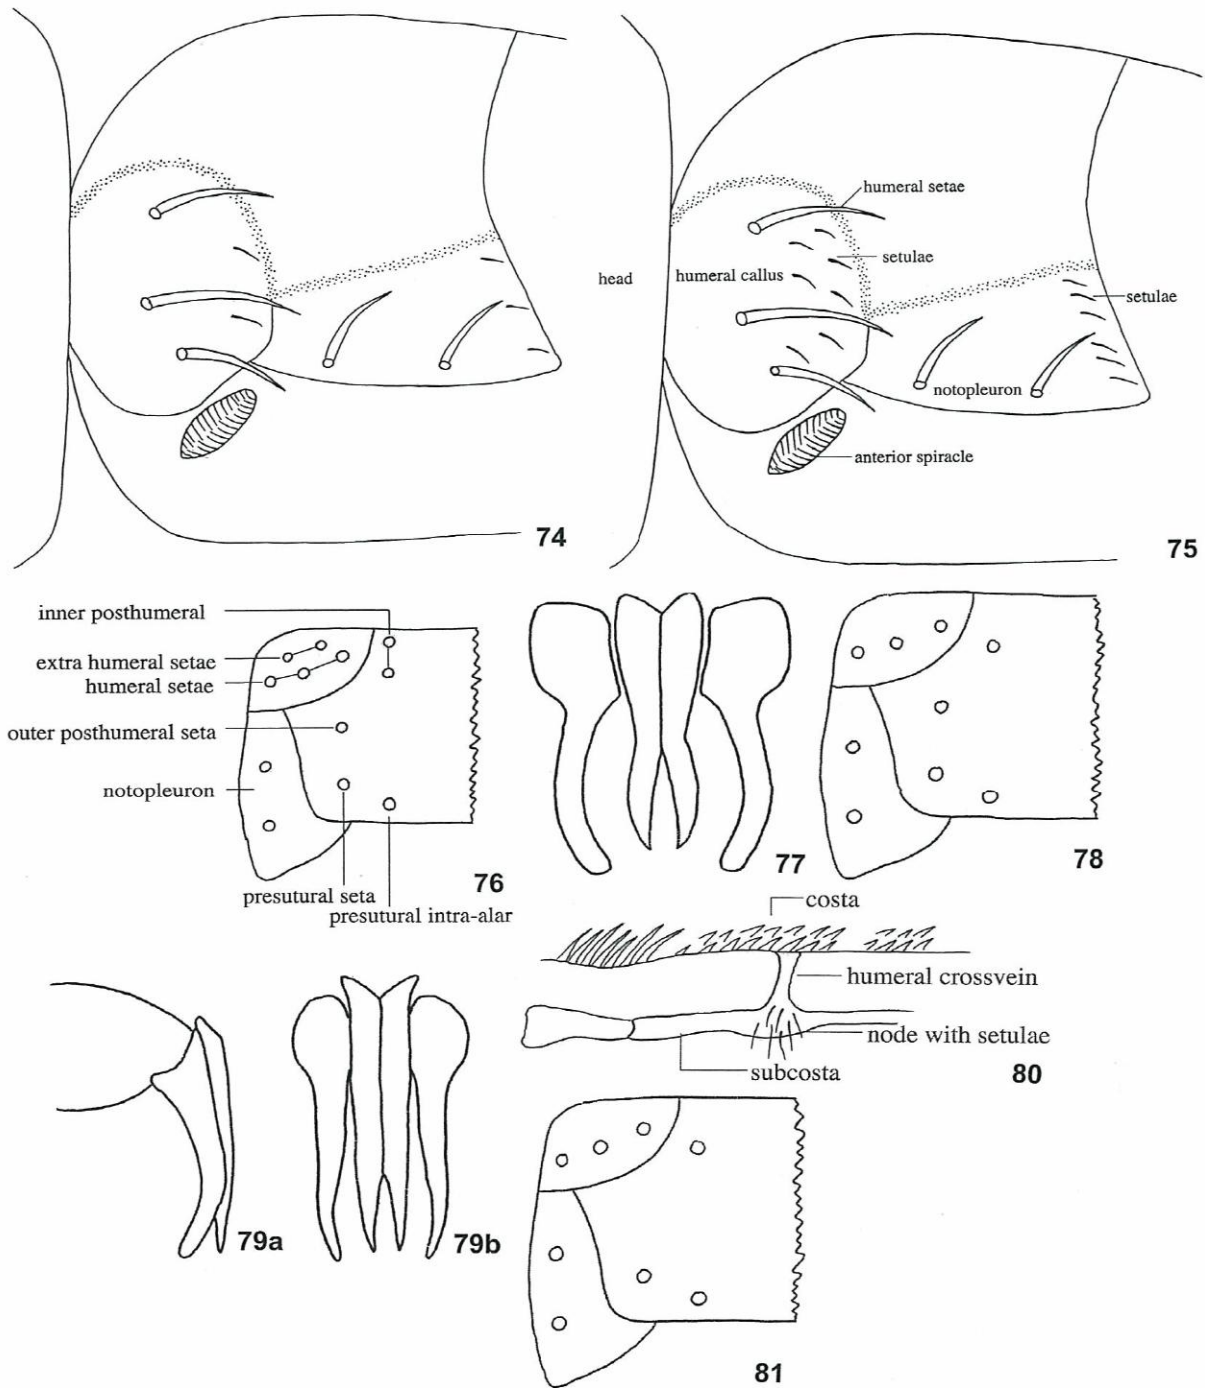 humeral setae
setulae
head
humeral callus
setulae
notopleuron
anterior spiracle
74
75
inner posthumeral
extra humeral setae
humeral setae
outer posthumeral seta
notopleuron
presutural seta
presutural intra-alar
76
77
78
costa
humeral crossvein
node with setulae
subcosta
80
79a
79b
81